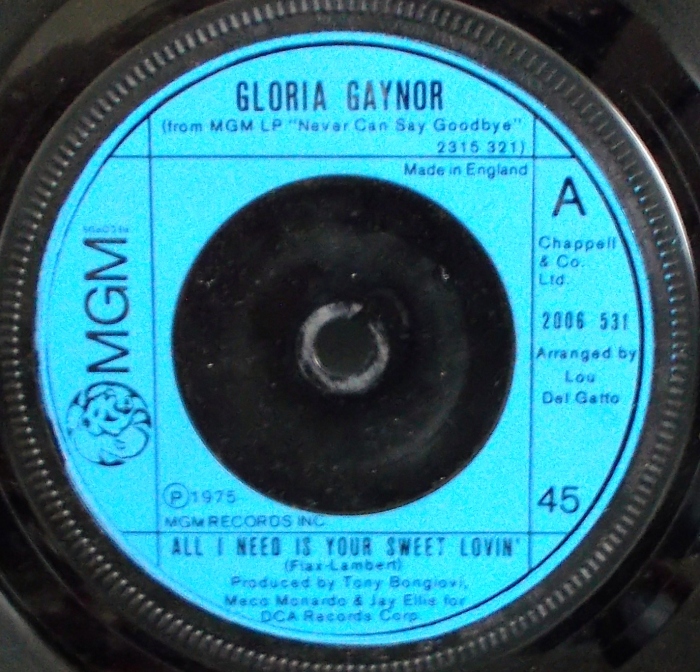 GLORIA GAYNOR
(from MGM LP "Never Can Say Goodbye"
2315 321)
Made in England
MGM
A
Chappell
& Co.
Ltd.
2006 531
Arranged by
Lou
Del Gatto
45
Ⓟ1975
MGM RECORDS INC
ALL I NEED IS YOUR SWEET LOVIN'
(Flax-Lambert)
Produced by Tony Bongiovi,
Meco Monardo & Jay Ellis for
DCA Records Corp.